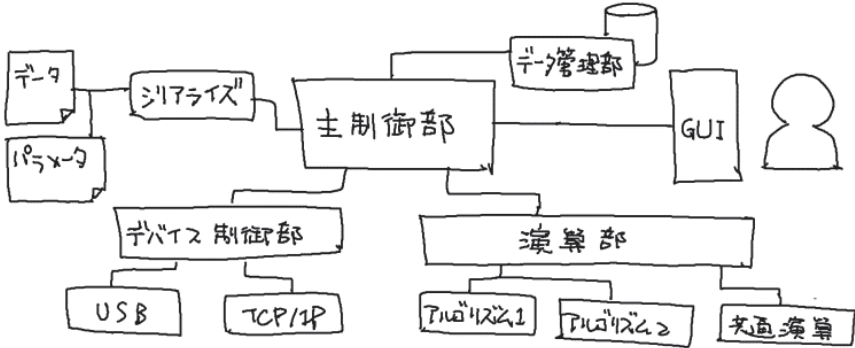 データ管理部
データ
シリアライズ
主制御部
GUI
パラメータ
デバイス制御部
演算部
USB
TCP/IP
アルゴリズム1
アルゴリズム2
共通演算